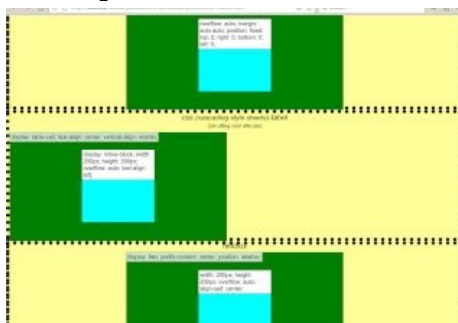 overflow: auto; margin:
auto auto; position: fixed;
top: 0; right: 0; bottom: 0;
left: 0;
css (cascading style sheets) label
display: table-cell; text-align: center; vertical-align: middle;
display: inline-block; width:
200px; height: 200px;
overflow: auto; text-align:
left;
display: flex; justify-content: center; position: relative;
width: 200px; height:
200px; overflow: auto;
align-self: center;